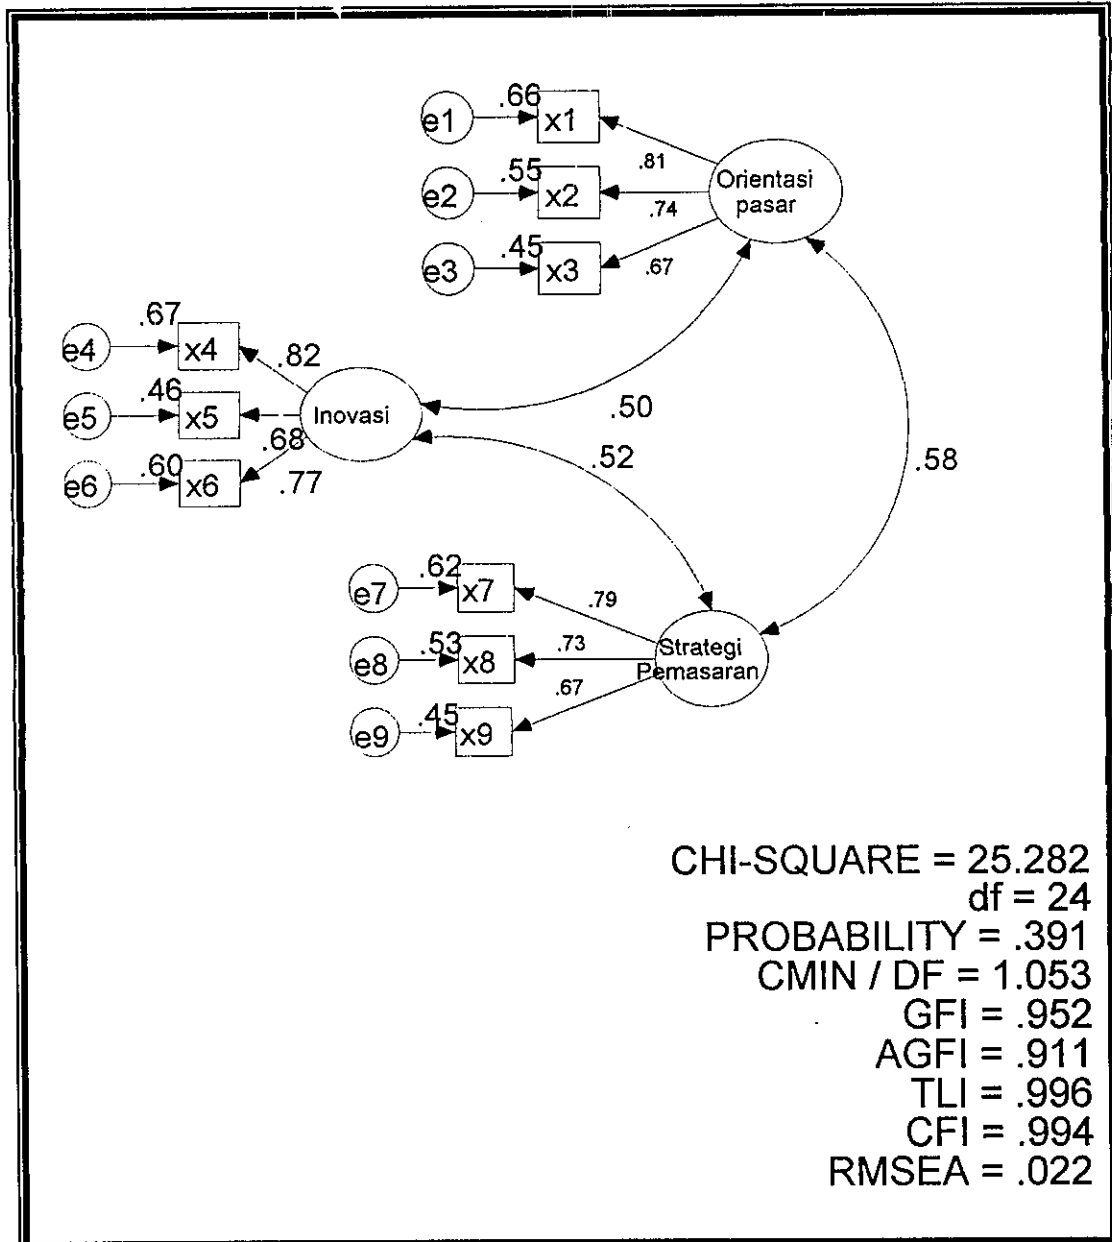 e1
.66
x1
.81
Orientasi
pasar
e2
.55
x2
.74
e3
.45
x3
.67
e4
.67
x4
.82
e5
.46
x5
.68
Inovasi
e6
.60
x6
.77
.50
.52
.58
e7
.62
x7
.79
e8
.53
x8
.73
Strategi
Pemasaran
e9
.45
x9
.67
CHI-SQUARE = 25.282
df = 24
PROBABILITY = .391
CMIN / DF = 1.053
GFI = .952
AGFI = .911
TLI = .996
CFI = .994
RMSEA = .022